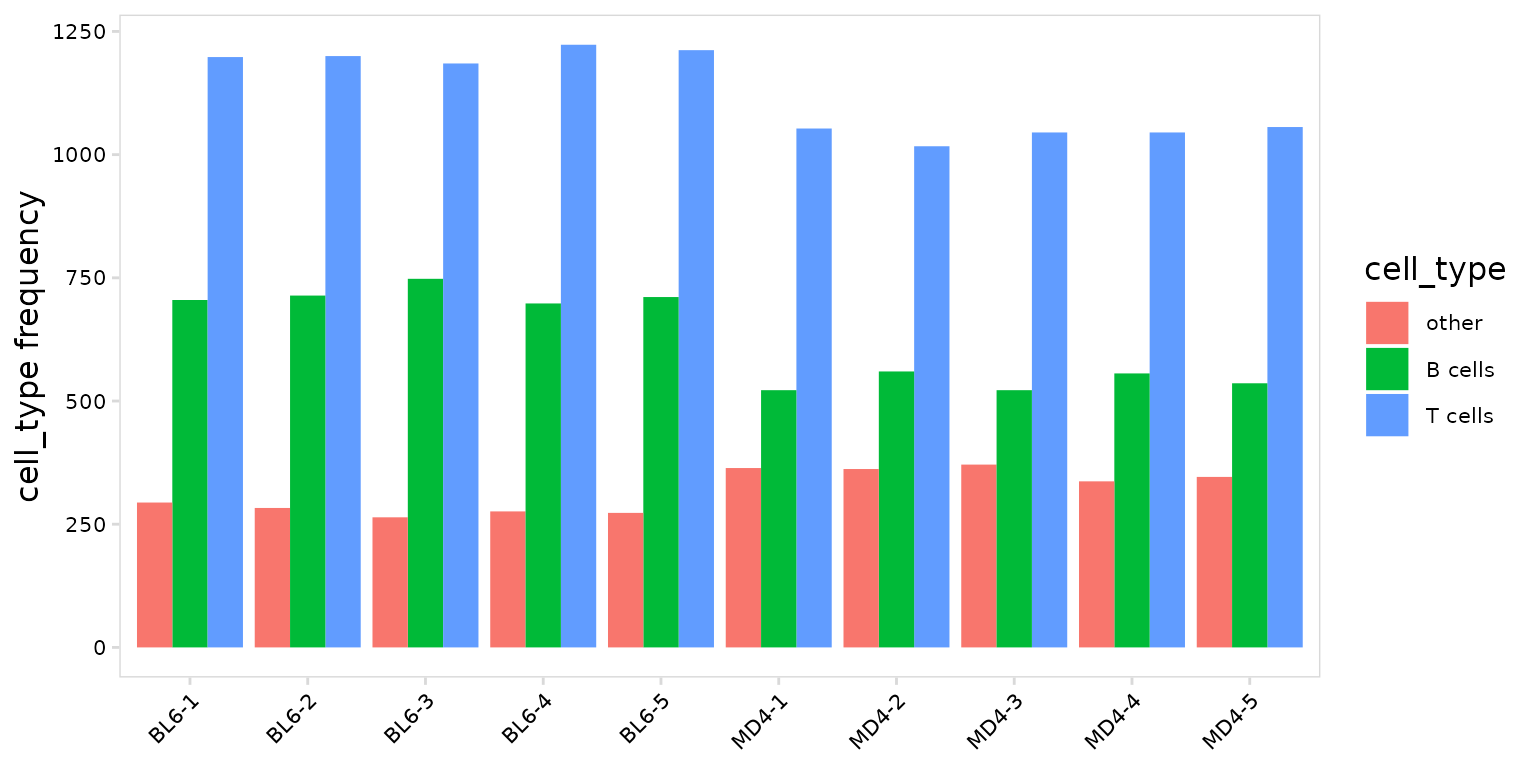 cell_type frequency
1250
1000
750
500
250
0
BL6-1
BL6-2
BL6-3
BL6-4
BL6-5
MD4-1
MD4-2
MD4-3
MD4-4
MD4-5
cell_type
other
B cells
T cells